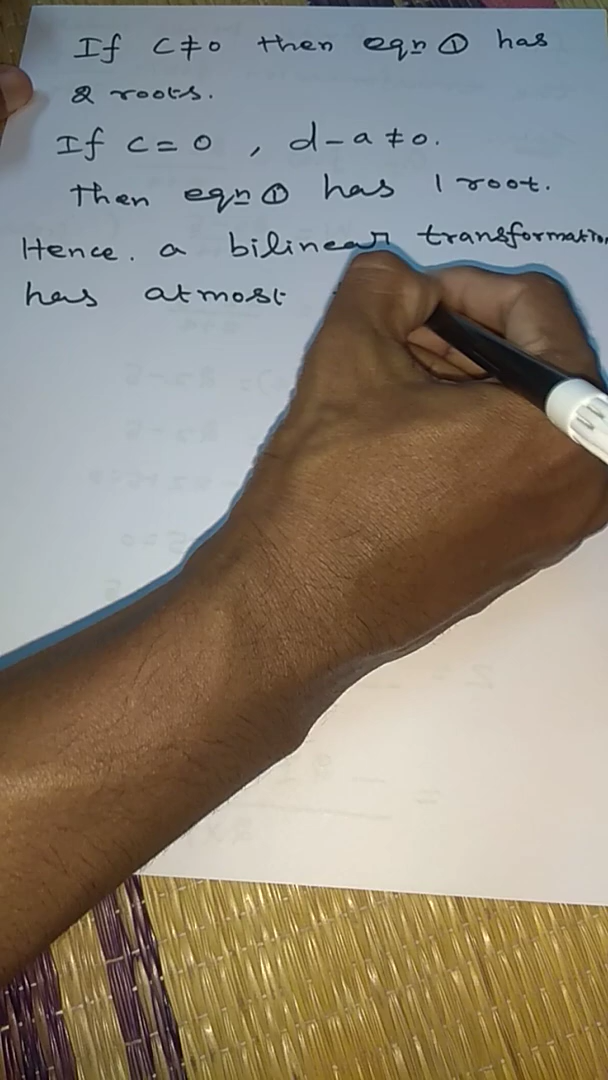 If c≠0 then eqn ① has
2 roots.
If c=0, d-a≠0.
Then eqn ① has 1 root.
Hence. a bilinear transformation
has atmost